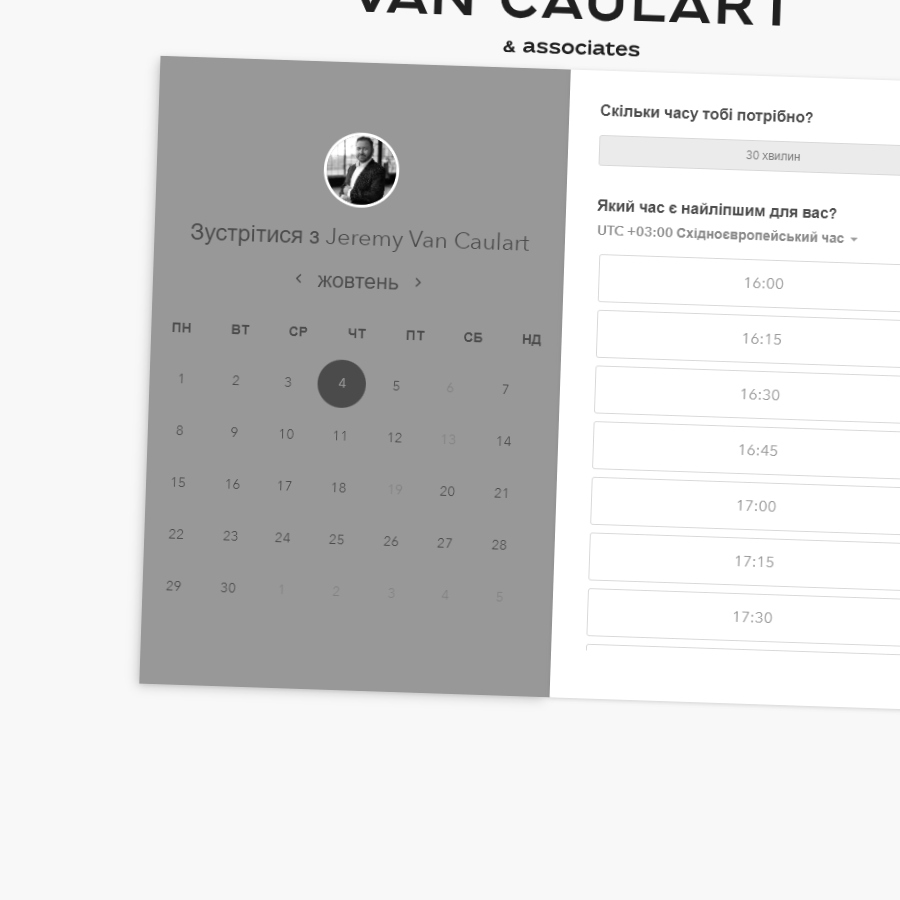 VAN CAULART
& associates
Зустрітися з Jeremy Van Caulart
‹ жовтень ›
ПН ВТ СР ЧТ ПТ СБ НД
1 2 3 4 5 6 7
8 9 10 11 12 13 14
15 16 17 18 19 20 21
22 23 24 25 26 27 28
29 30 1 2 3 4 5
Скільки часу тобі потрібно?
30 хвилин
Який час є найліпшим для вас?
UTC +03:00 Східноєвропейський час
16:00
16:15
16:30
16:45
17:00
17:15
17:30